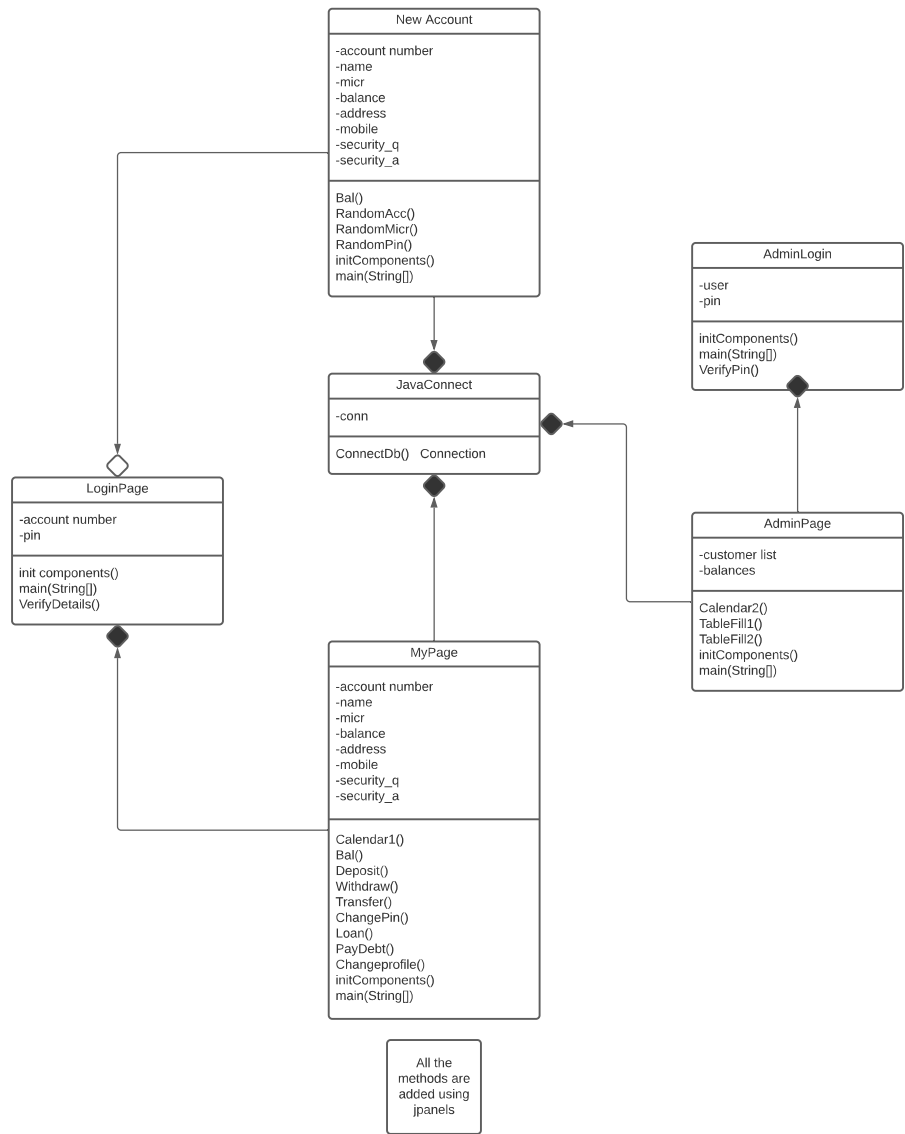 New Account
-account number
-name
-micr
-balance
-address
-mobile
-security_q
-security_a
Bal()
RandomAcc()
RandomMicr()
RandomPin()
initComponents()
main(String[])
AdminLogin
-user
-pin
initComponents()
main(String[])
VerifyPin()
JavaConnect
-conn
ConnectDb() Connection
LoginPage
-account number
-pin
init components()
main(String[])
VerifyDetails()
AdminPage
-customer list
-balances
Calendar2()
TableFill1()
TableFill2()
initComponents()
main(String[])
MyPage
-account number
-name
-micr
-balance
-address
-mobile
-security_q
-security_a
Calendar1()
Bal()
Deposit()
Withdraw()
Transfer()
ChangePin()
Loan()
PayDebt()
Changeprofile()
initComponents()
main(String[])
All the
methods are
added using
jpanels